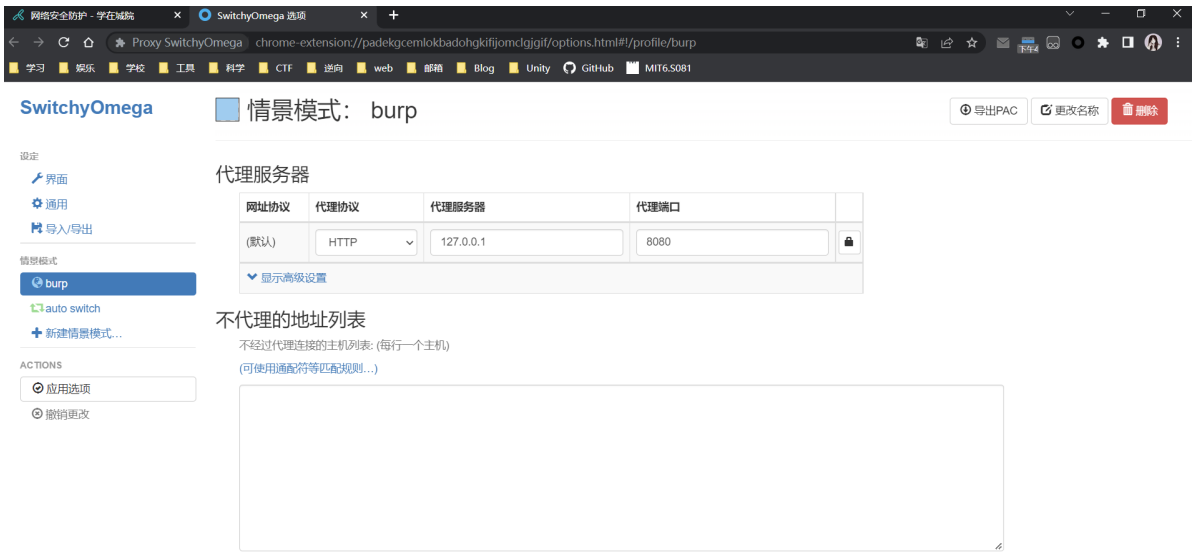 网络安全防护 - 学在城院
SwitchyOmega 选项
Proxy SwitchyOmega chrome-extension://padekgcemlokbadohgkifijomclgjgif/options.html#!/profile/burp
下午4
学习 娱乐 学校 工具 科学 CTF 逆向 web 邮箱 Blog Unity GitHub MIT6.S081
SwitchyOmega
情景模式： burp
导出PAC 更改名称 删除
设定
界面
通用
导入/导出
情景模式
burp
auto switch
新建情景模式…
ACTIONS
应用选项
撤销更改
代理服务器
网址协议 代理协议 代理服务器 代理端口
(默认) HTTP 127.0.0.1 8080
显示高级设置
不代理的地址列表
不经过代理连接的主机列表: (每行一个主机)
(可使用通配符等匹配规则…)